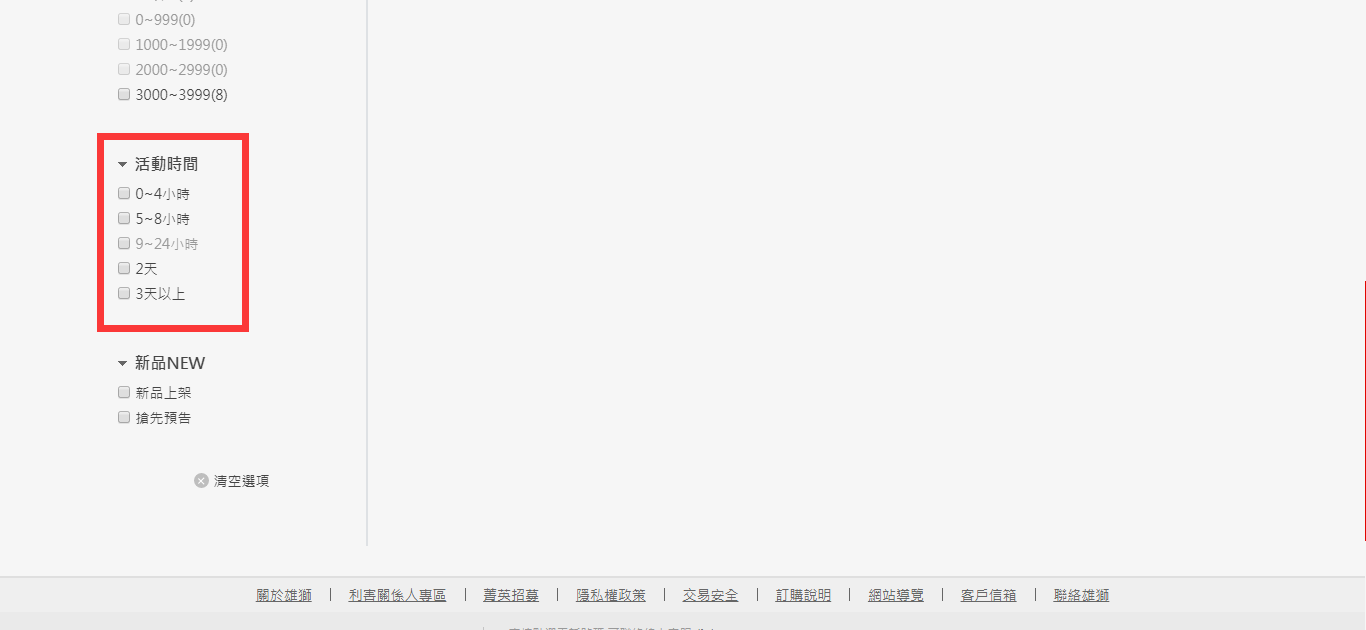 0~999(0)
1000~1999(0)
2000~2999(0)
3000~3999(8)
活動時間
0~4小時
5~8小時
9~24小時
2天
3天以上
新品NEW
新品上架
搶先預告
清空選項
關於雄獅 | 利害關係人專區 | 菁英招募 | 隱私權政策 | 交易安全 | 訂購說明 | 網站導覽 | 客戶信箱 | 聯絡雄獅